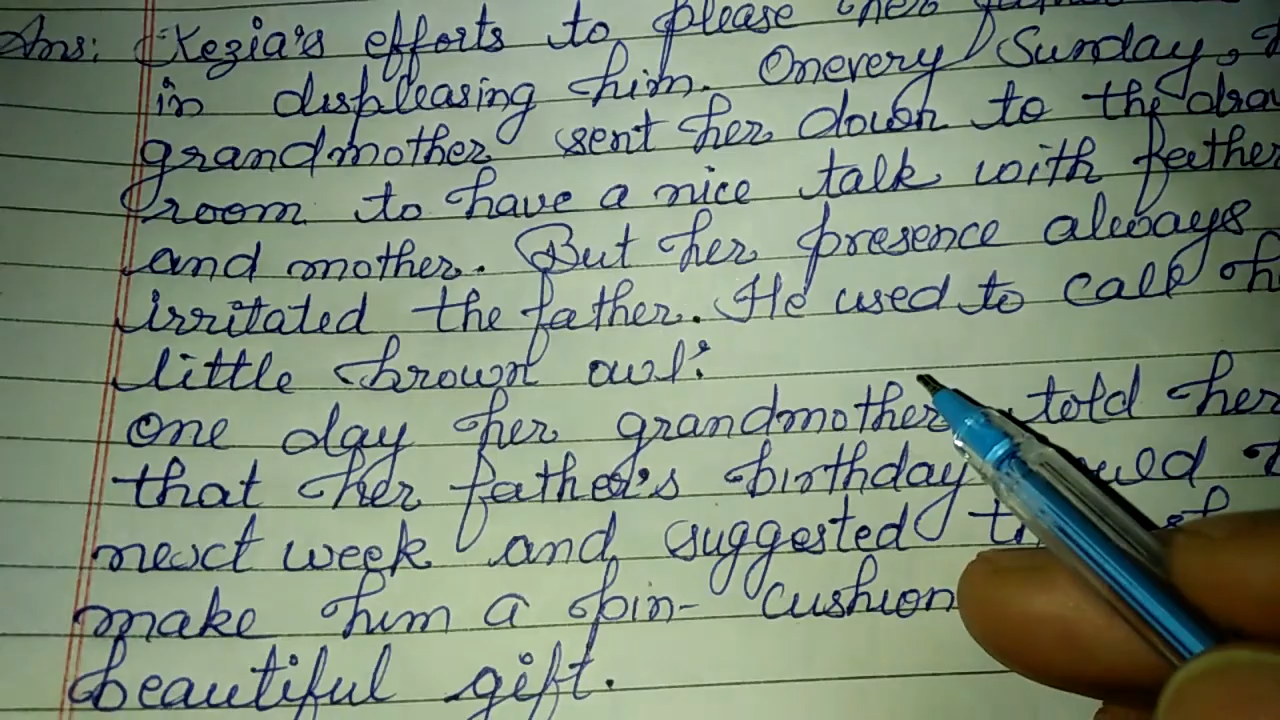 Ans: Kezia's efforts to please her
in displeasing him. Onevery Sunday,
grandmother sent her down to the
room to have a nice talk with father
and mother. But her presence always
irritated the father. He used to call
little brown owl:
One day her grandmother told her
that her father's birthday
next week and suggested
make him a pin-cushion
beautiful gift.